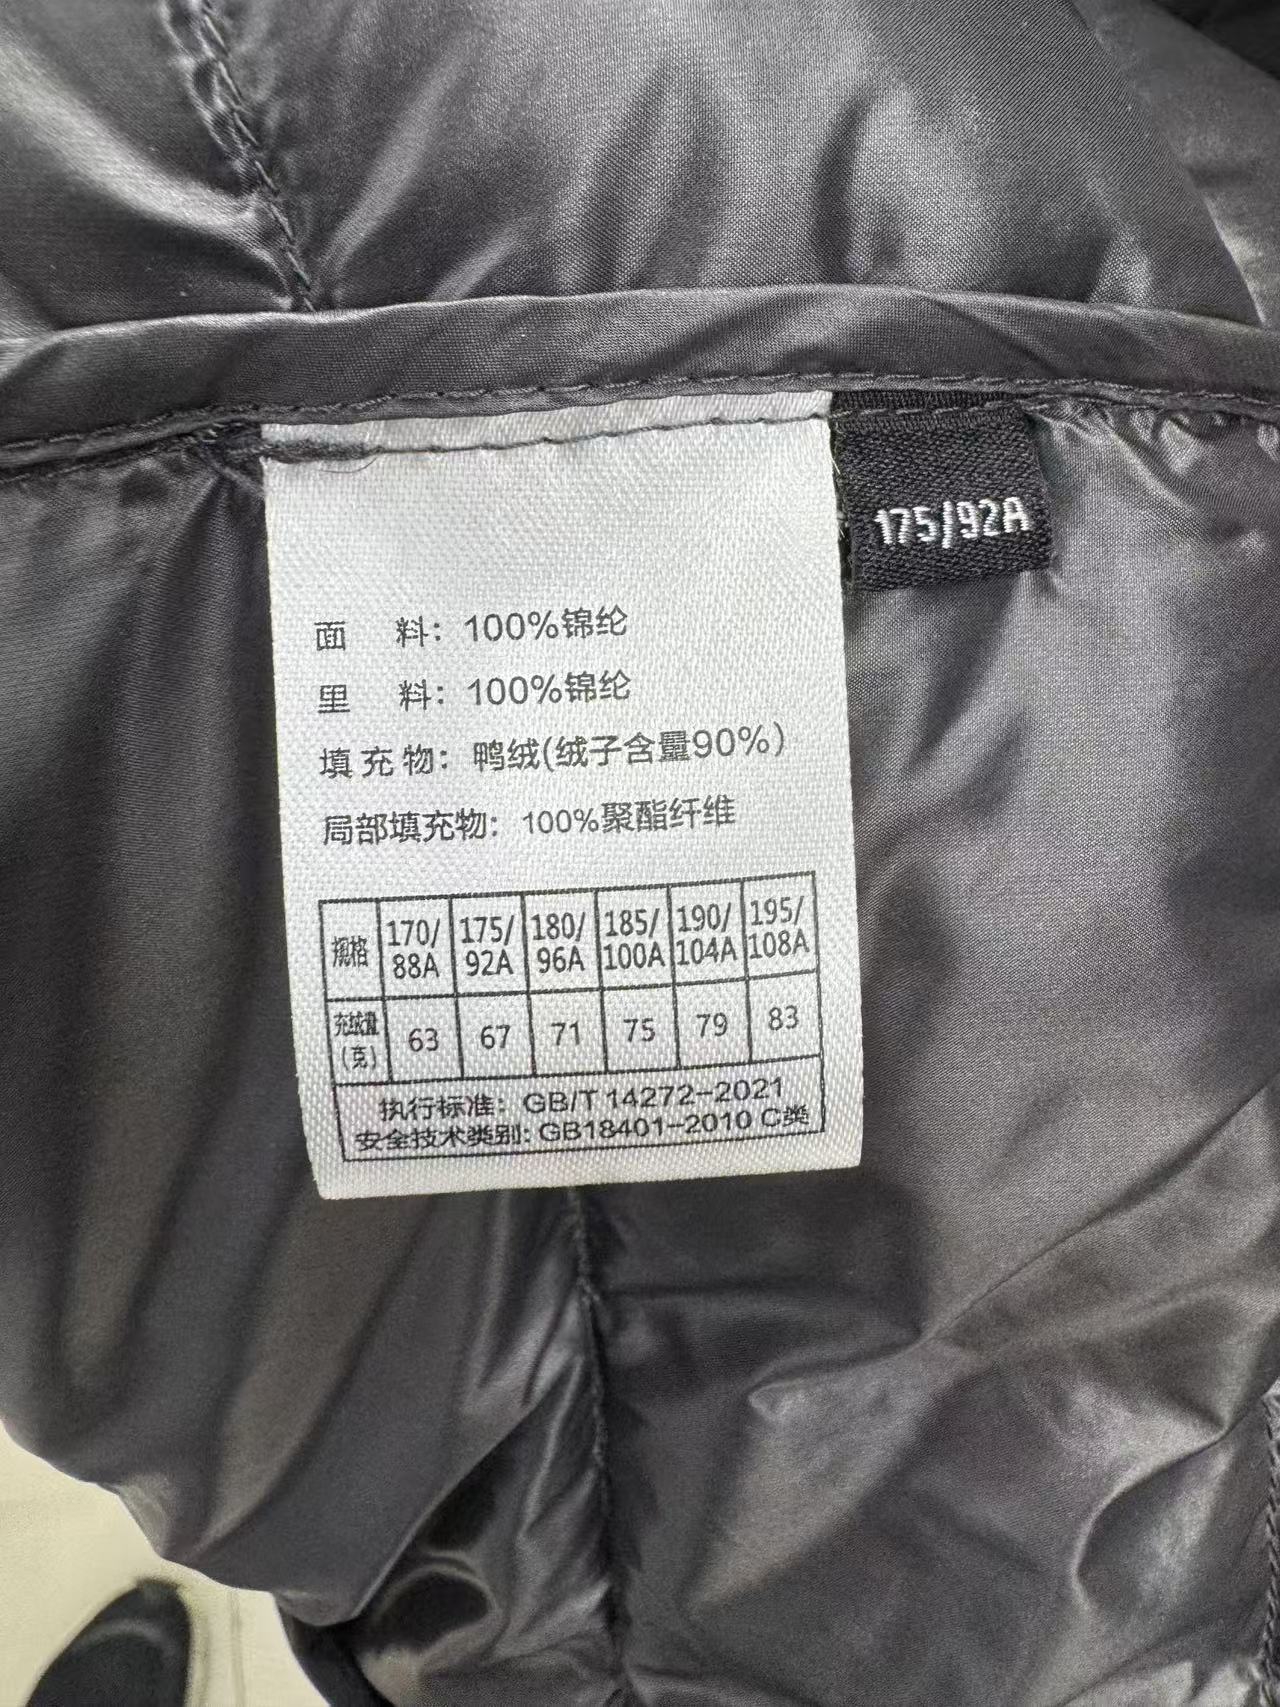 175/92A
面 料：100%锦纶
里 料：100%锦纶
填充物：鸭绒(绒子含量90%)
局部填充物：100%聚酯纤维
规格 170/88A 175/92A 180/96A 185/100A 190/104A 195/108A
充绒量(克) 63 67 71 75 79 83
执行标准：GB/T 14272-2021
安全技术类别：GB18401-2010 C类